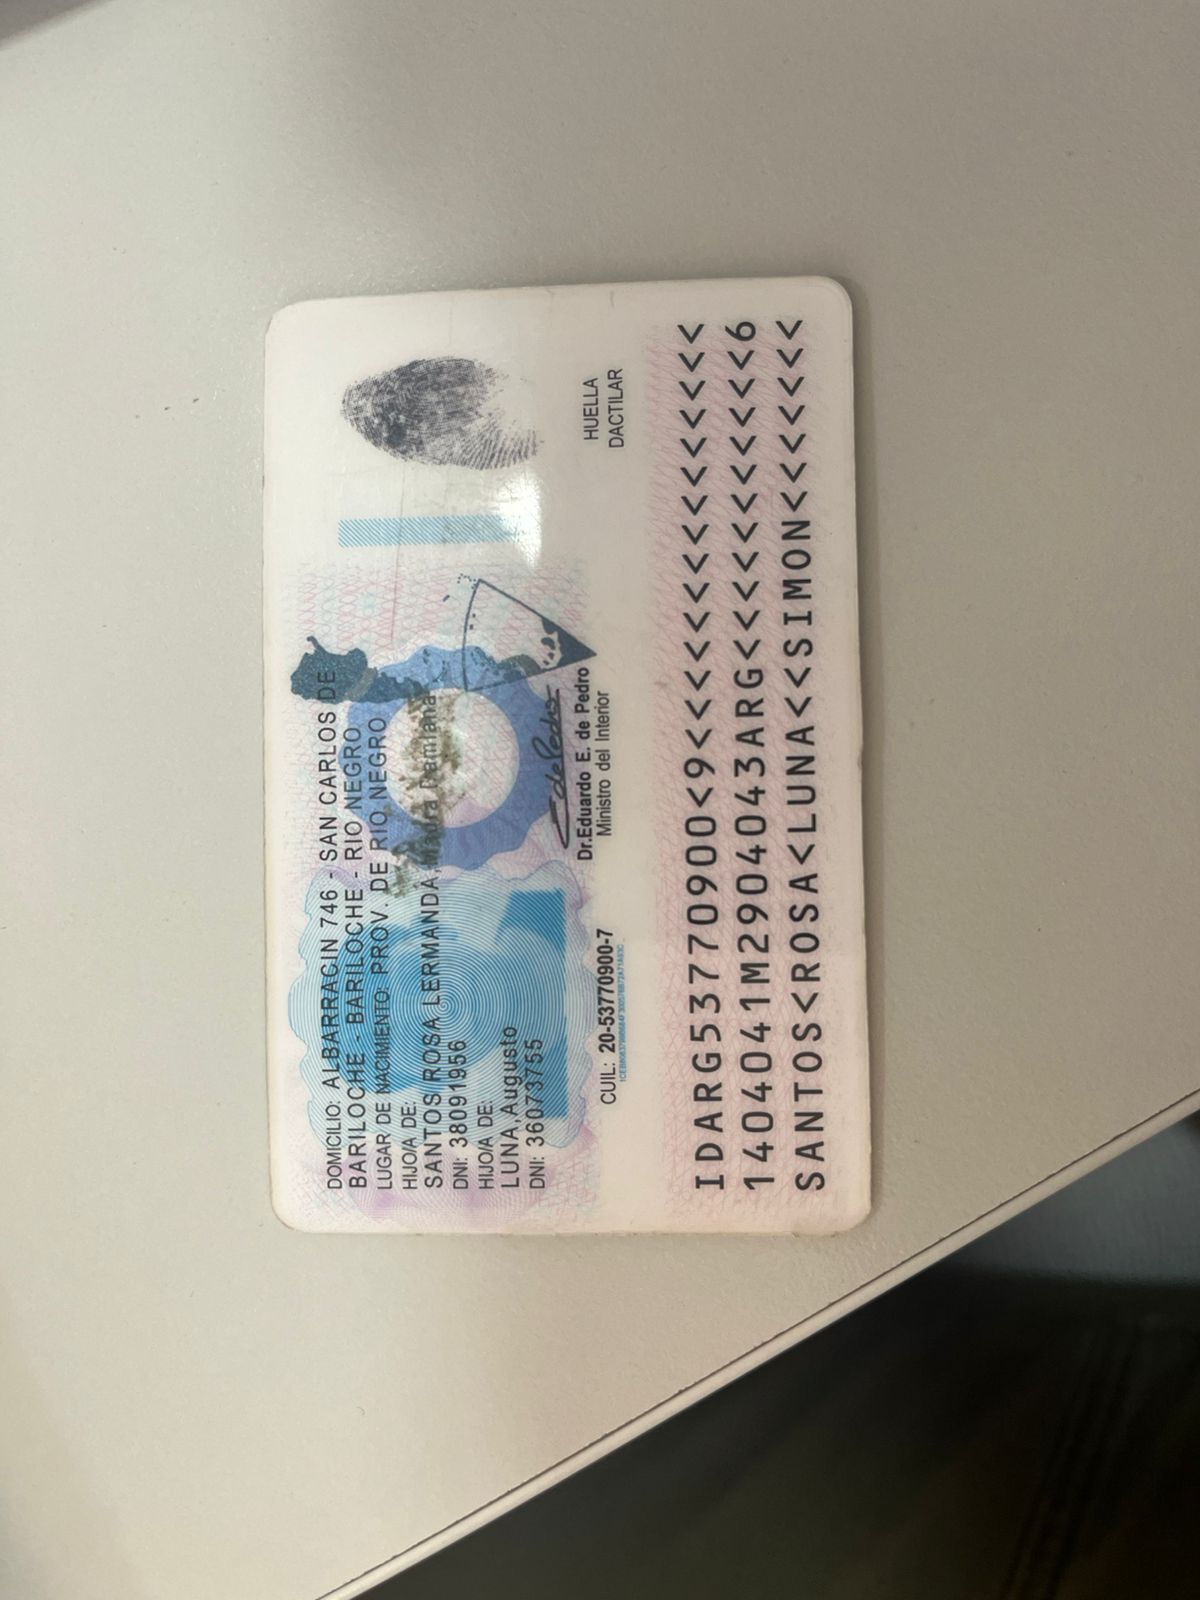 DOMICILIO: ALBARRACIN 746 - SAN CARLOS DE
BARILOCHE - BARILOCHE - RIO NEGRO
LUGAR DE NACIMIENTO: PROV. DE RIO NEGRO
HIJO/A DE:
SANTOS ROSA LERMANDA, Maora Damiana
DNI: 38091956
HIJO/A DE:
LUNA, Augusto
DNI: 36073755
Dr. Eduardo E. de Pedro
Ministro del Interior
CUIL: 20-53770900-7
HUELLA
DACTILAR
IDARG53770900<9<<<<<<<<<<<<<<<
1404041M2904043ARG<<<<<<<<<<<6
SANTOS<ROSA<LUNA<<SIMON<<<<<<<